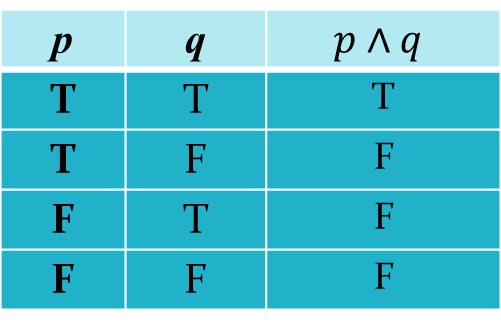 p q p ∧ q
T T T
T F F
F T F
F F F